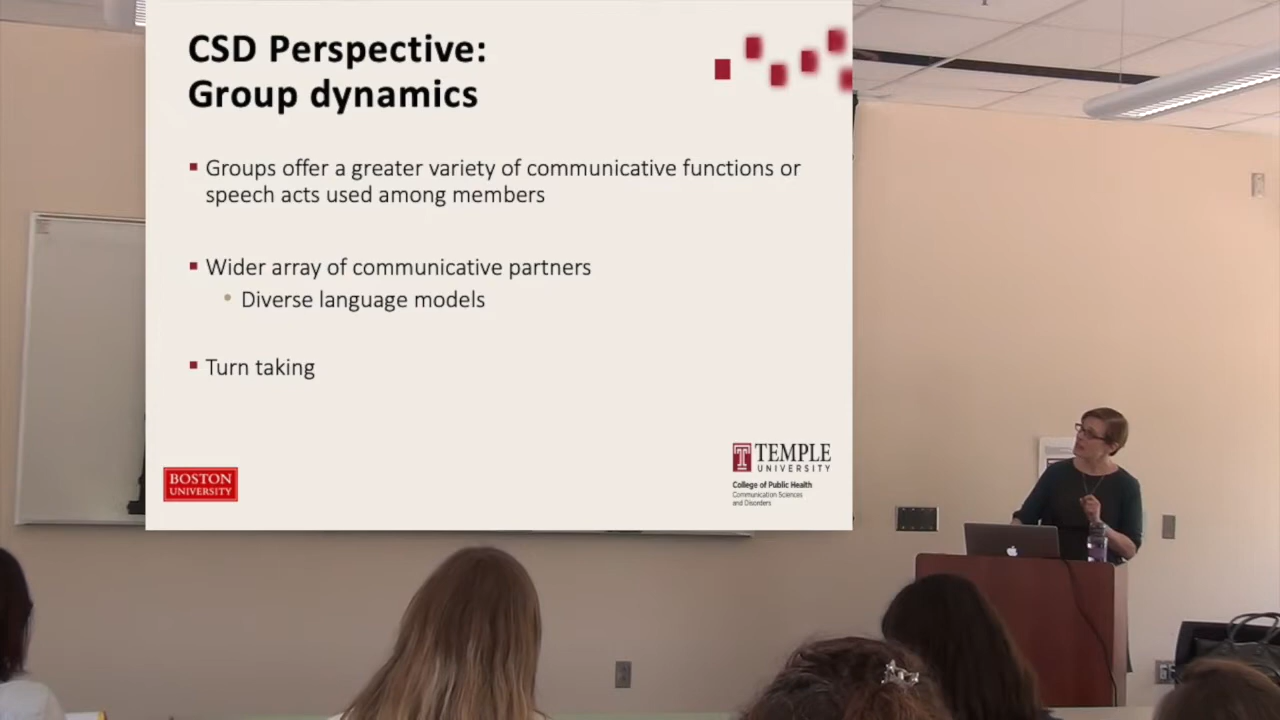 CSD Perspective:
Group dynamics
Groups offer a greater variety of communicative functions or
speech acts used among members
Wider array of communicative partners
Diverse language models
Turn taking
BOSTON
UNIVERSITY
TEMPLE
UNIVERSITY
College of Public Health
Communication Sciences
and Disorders